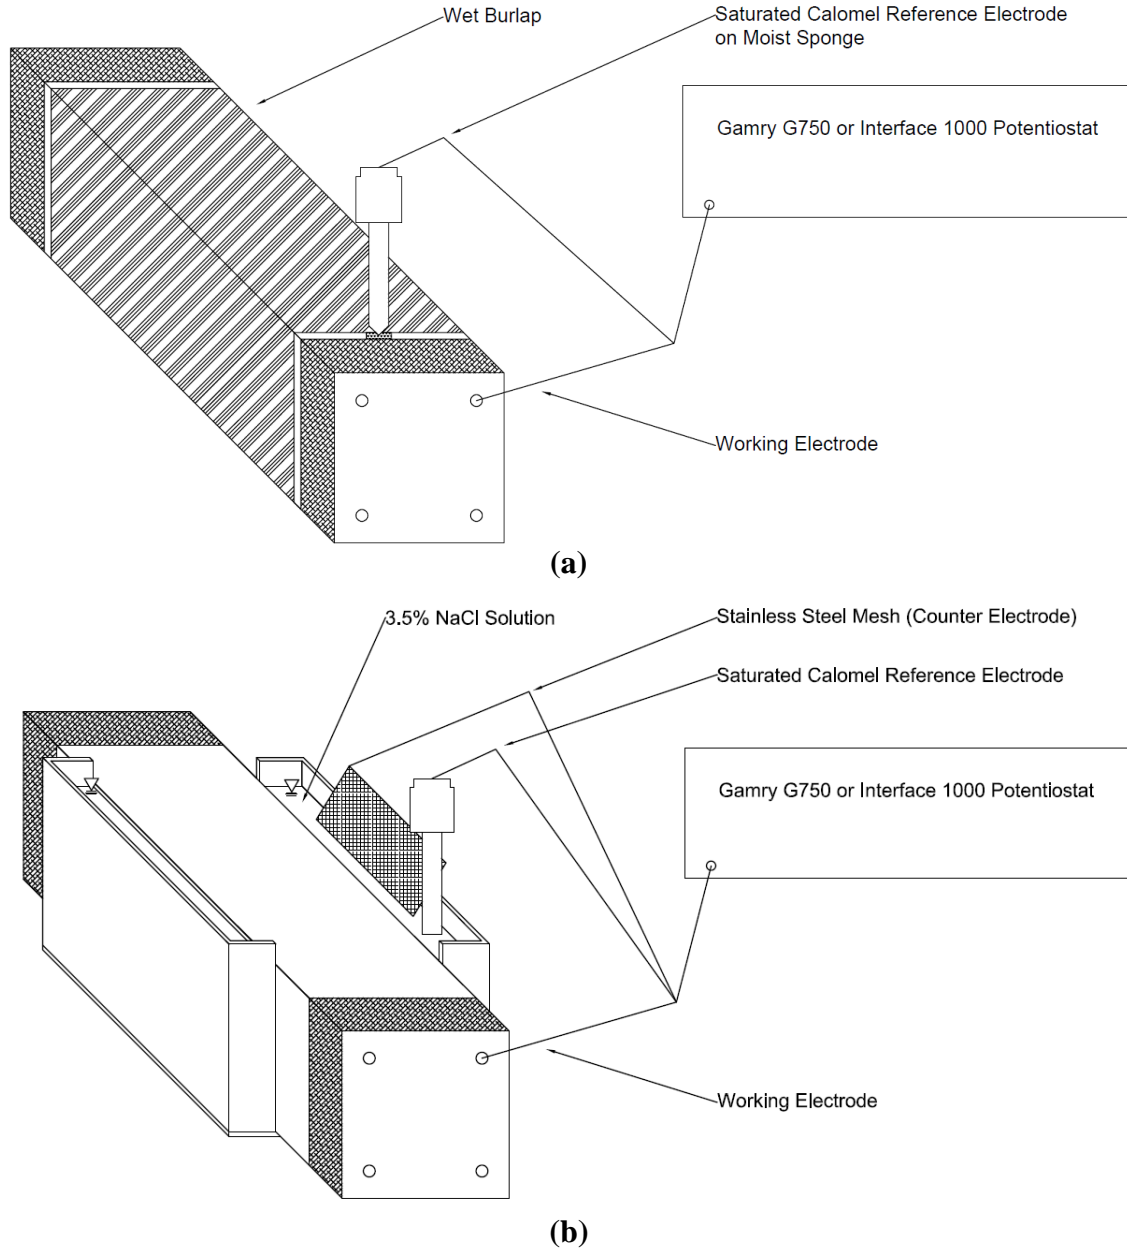 Wet Burlap
Saturated Calomel Reference Electrode
on Moist Sponge
Gamry G750 or Interface 1000 Potentiostat
Working Electrode
(a)
3.5% NaCl Solution
Stainless Steel Mesh (Counter Electrode)
Saturated Calomel Reference Electrode
Gamry G750 or Interface 1000 Potentiostat
Working Electrode
(b)